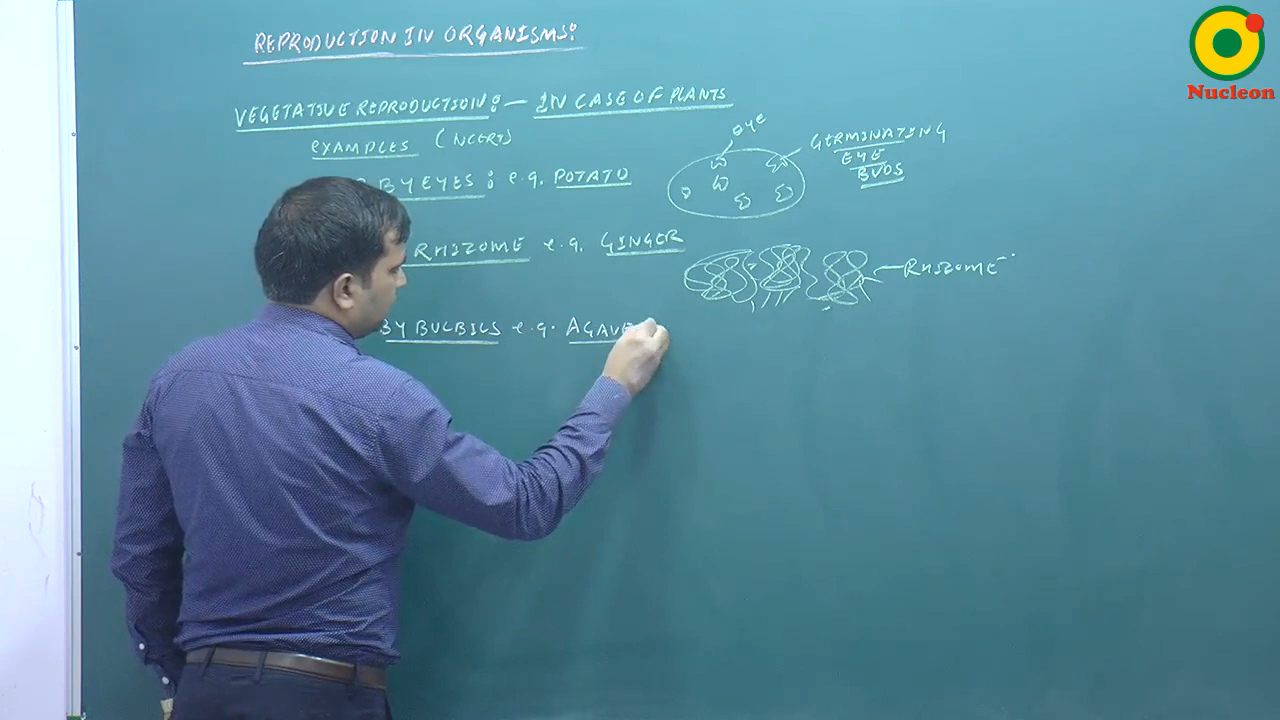 REPRODUCTION IN ORGANISMS:
VEGETATIVE REPRODUCTION: — IN CASE OF PLANTS
EXAMPLES (NCERT)
BY EYES : e.g. POTATO
eye
GERMINATING
EYE
BUDS
RHIZOME e.g. GINGER
RHIZOME
BY BULBILS e.g. AGAVE
Nucleon